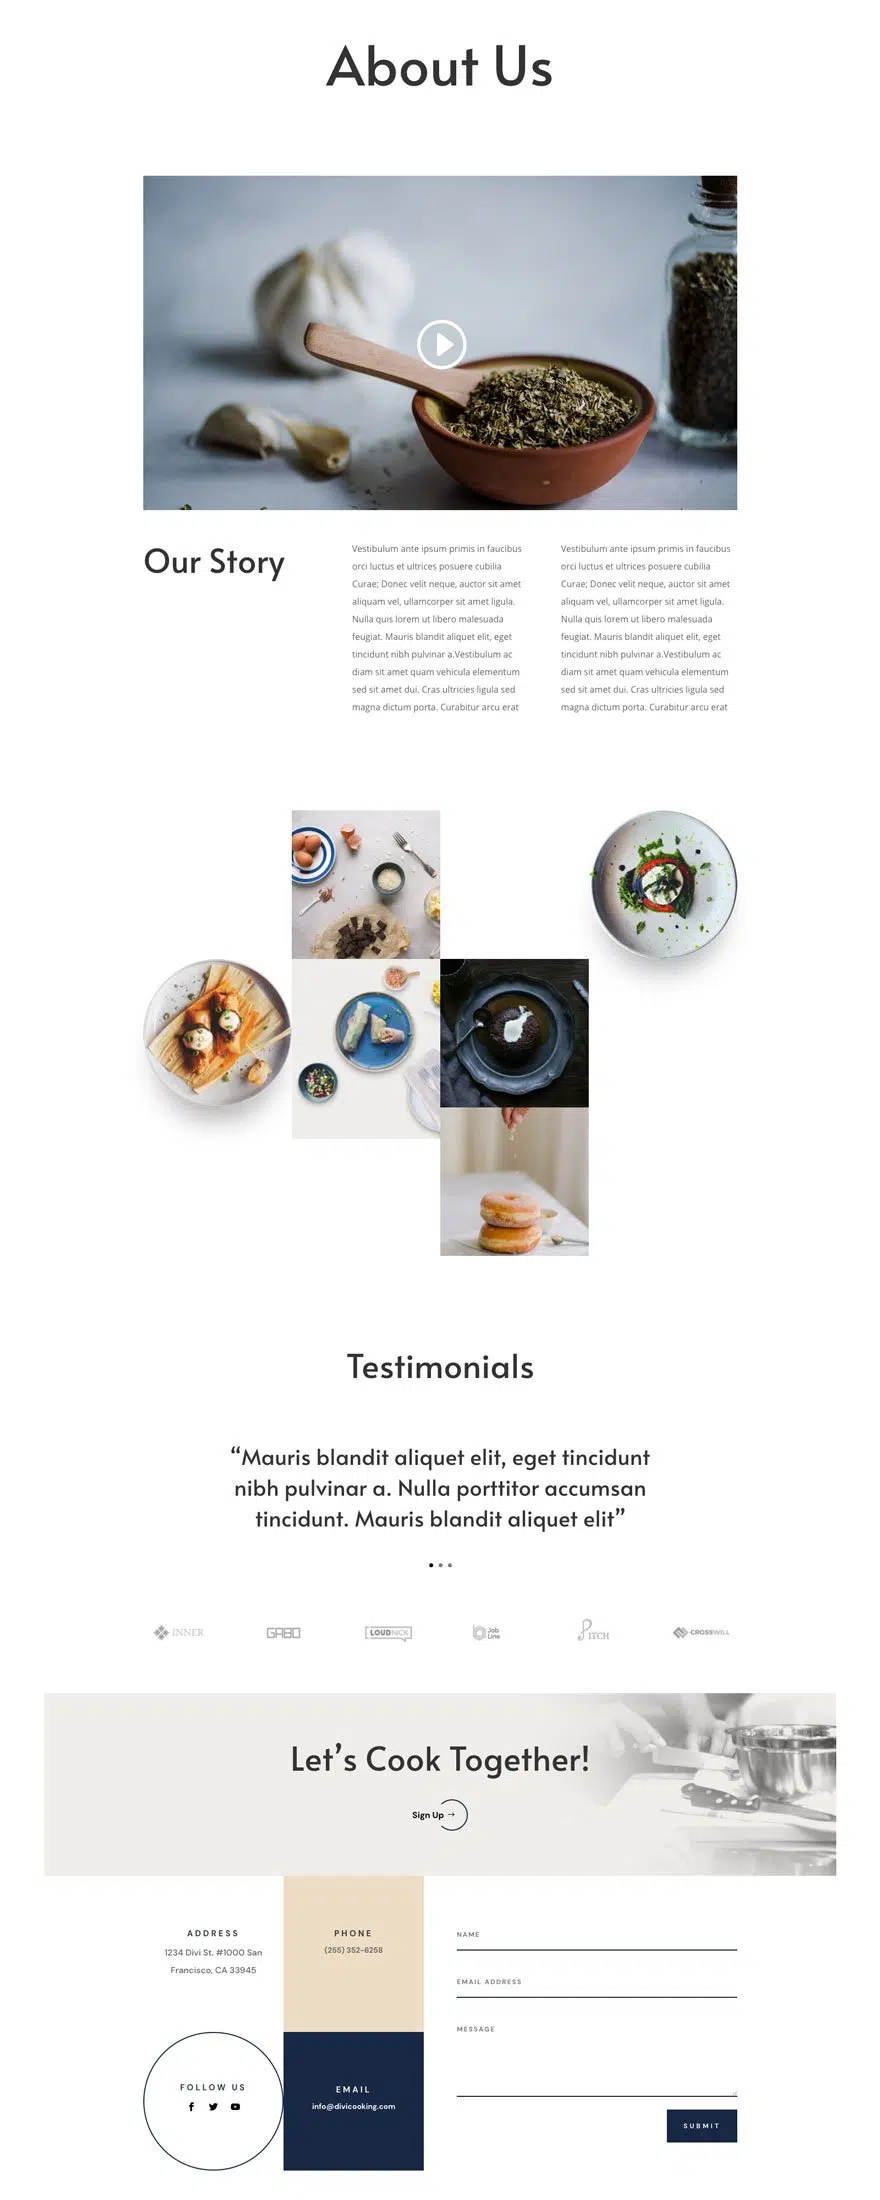 About Us
Our Story
Vestibulum ante ipsum primis in faucibus
orci luctus et ultrices posuere cubilia
Curae; Donec velit neque, auctor sit amet
aliquam vel, ullamcorper sit amet ligula.
Nulla quis lorem ut libero malesuada
feugiat. Mauris blandit aliquet elit, eget
tincidunt nibh pulvinar a.Vestibulum ac
diam sit amet quam vehicula elementum
sed sit amet dui. Cras ultricies ligula sed
magna dictum porta. Curabitur arcu erat
Vestibulum ante ipsum primis in faucibus
orci luctus et ultrices posuere cubilia
Curae; Donec velit neque, auctor sit amet
aliquam vel, ullamcorper sit amet ligula.
Nulla quis lorem ut libero malesuada
feugiat. Mauris blandit aliquet elit, eget
tincidunt nibh pulvinar a.Vestibulum ac
diam sit amet quam vehicula elementum
sed sit amet dui. Cras ultricies ligula sed
magna dictum porta. Curabitur arcu erat
Testimonials
“Mauris blandit aliquet elit, eget tincidunt
nibh pulvinar a. Nulla porttitor accumsan
tincidunt. Mauris blandit aliquet elit”
INNER
GABO
LOUDNICK
Job
Line
PITCH
CROSSWILL
Let’s Cook Together!
Sign Up →
ADDRESS
1234 Divi St. #1000 San
Francisco, CA 33945
PHONE
(255) 352-6258
FOLLOW US
EMAIL
info@divicooking.com
NAME
EMAIL ADDRESS
MESSAGE
SUBMIT